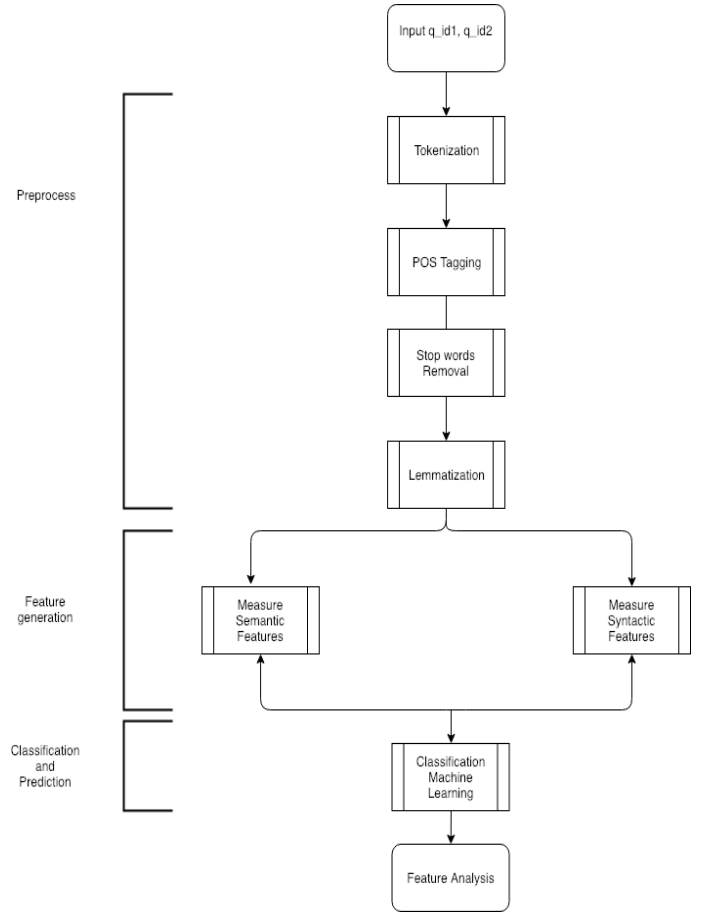 Input q_id1, q_id2
Preprocess
Tokenization
POS Tagging
Stop words
Removal
Lemmatization
Feature
generation
Measure
Semantic
Features
Measure
Syntactic
Features
Classification
and
Prediction
Classification
Machine
Learning
Feature Analysis